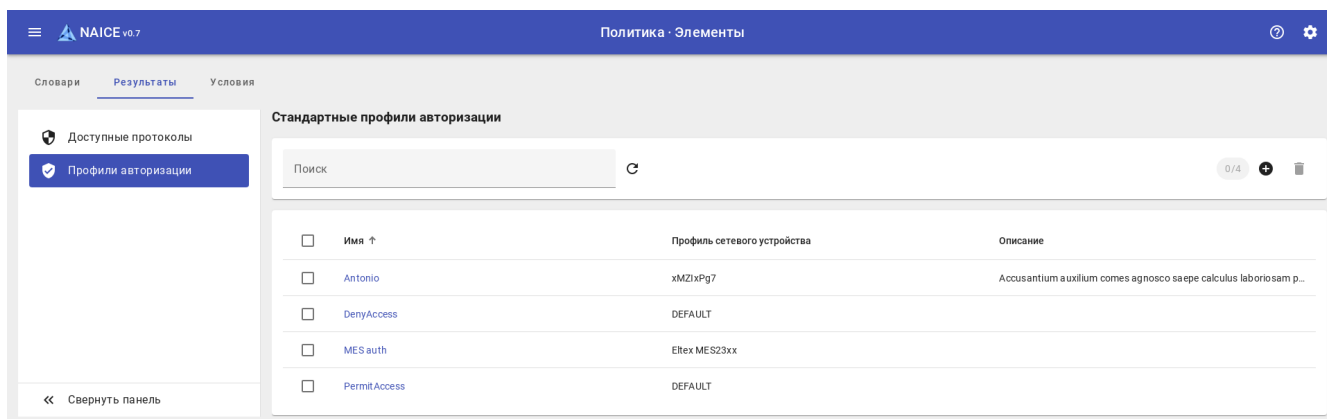 NAICE v0.7
Политика · Элементы
Словари Результаты Условия
Доступные протоколы
Профили авторизации
Свернуть панель
Стандартные профили авторизации
Поиск
0/4
Имя ↑ Профиль сетевого устройства Описание
Antonio xMZIxPg7 Accusantium auxilium comes agnosco saepe calculus laboriosam p...
DenyAccess DEFAULT
MES auth Eltex MES23xx
PermitAccess DEFAULT